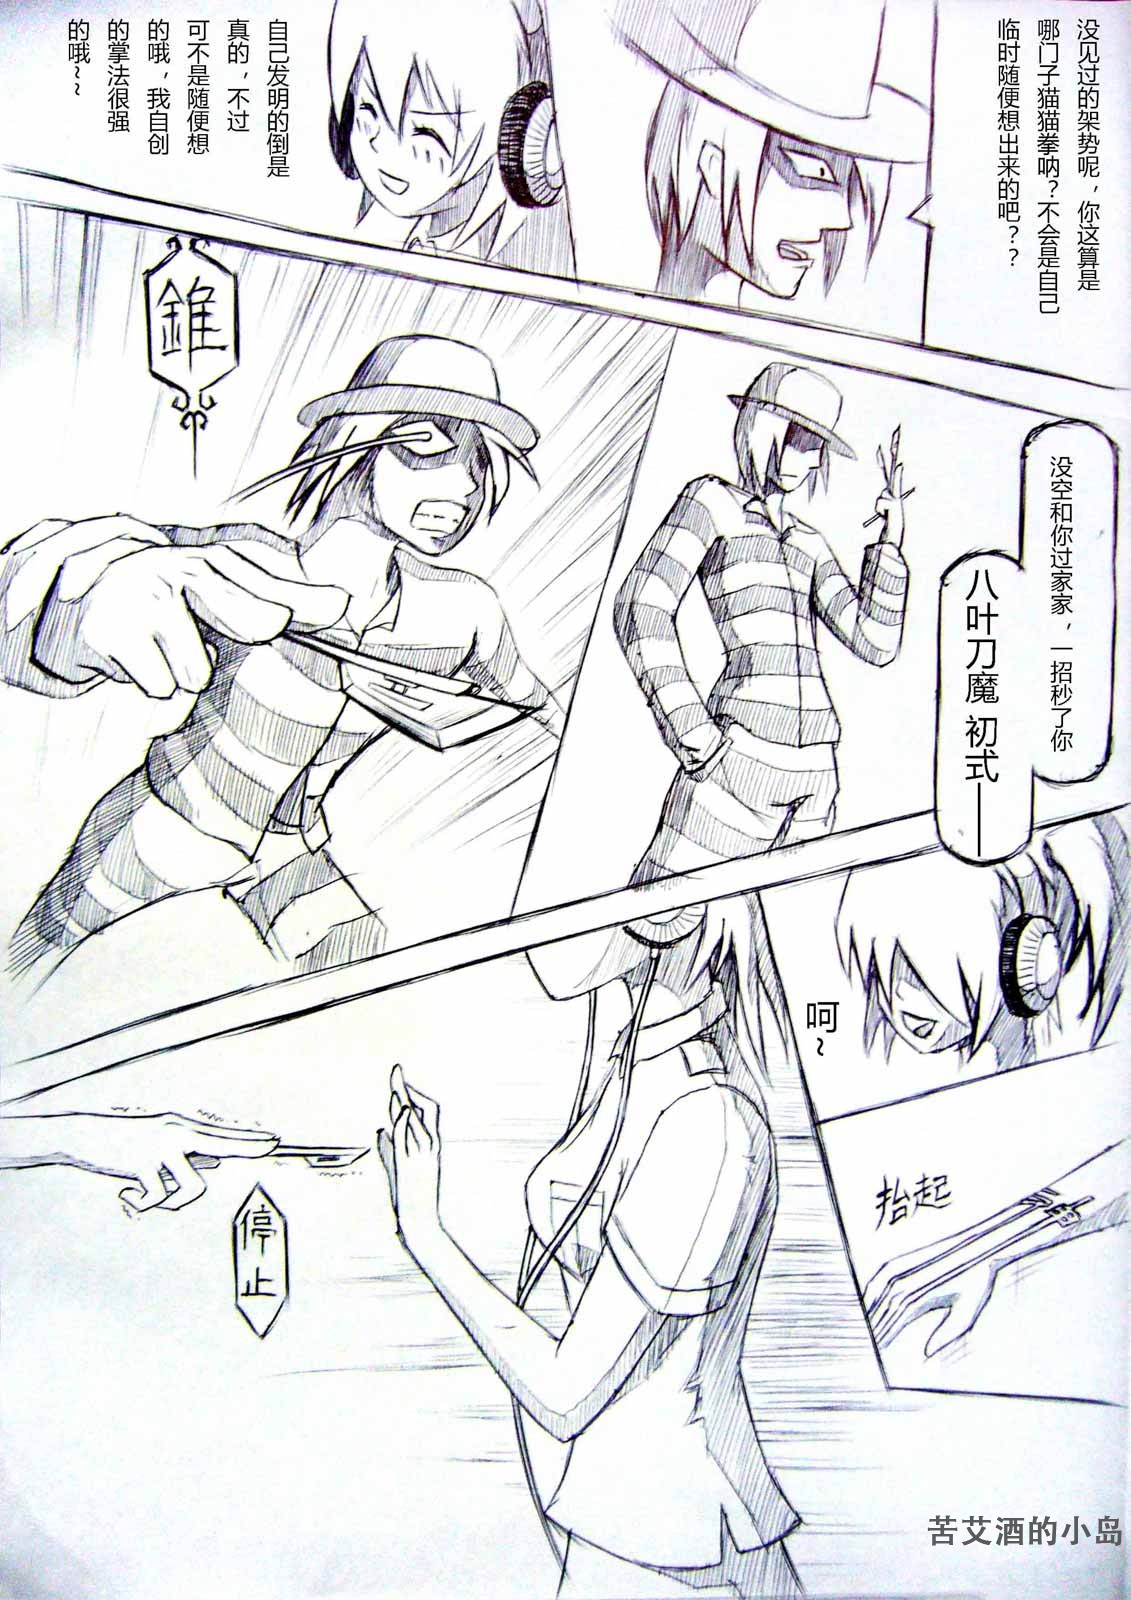 没见过的架势呢，你这算是
哪门子猫猫拳呐？不会是自己
临时随便想出来的吧？？
自己发明的倒是
真的，不过
可不是随便想
的哦，我自创
的掌法很强
的哦~~
没空和你过家家，一招秒了你
八叶刀魔 初式——
錐
呵~
抬起
停止
苦艾酒的小岛